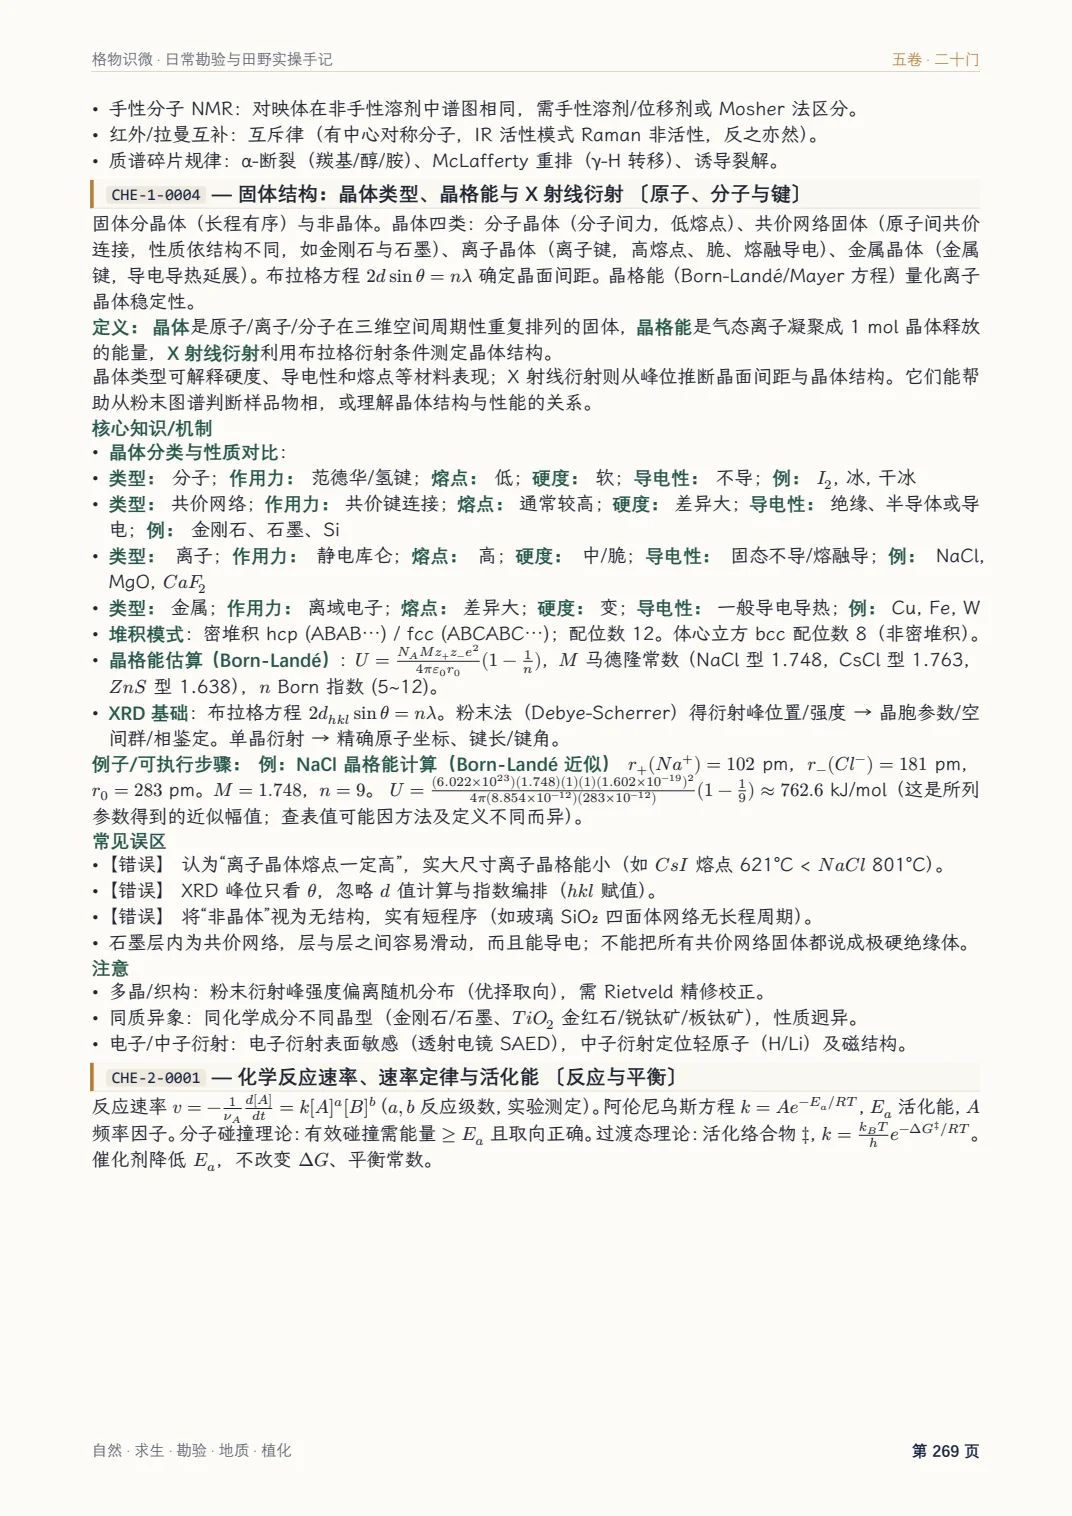 格物识微 · 日常勘验与田野实操手记
五卷 · 二十门
• 手性分子 NMR：对映体在非手性溶剂中谱图相同，需手性溶剂/位移剂或 Mosher 法区分。
• 红外/拉曼互补：互斥律（有中心对称分子，IR 活性模式 Raman 非活性，反之亦然）。
• 质谱碎片规律：α-断裂（羰基/醇/胺）、McLafferty 重排（γ-H 转移）、诱导裂解。
CHE-1-0004 — 固体结构：晶体类型、晶格能与 X 射线衍射 〔原子、分子与键〕
固体分晶体（长程有序）与非晶体。晶体四类：分子晶体（分子间力，低熔点）、共价网络固体（原子间共价
连接，性质依结构不同，如金刚石与石墨）、离子晶体（离子键，高熔点、脆、熔融导电）、金属晶体（金属
键，导电导热延展）。布拉格方程 $2d \sin\theta = n\lambda$ 确定晶面间距。晶格能（Born-Landé/Mayer 方程）量化离子
晶体稳定性。
定义：晶体是原子/离子/分子在三维空间周期性重复排列的固体，晶格能是气态离子凝聚成 1 mol 晶体释放
的能量，X 射线衍射利用布拉格衍射条件测定晶体结构。
晶体类型可解释硬度、导电性和熔点等材料表现；X 射线衍射则从峰位推断晶面间距与晶体结构。它们能帮
助从粉末图谱判断样品物相，或理解晶体结构与性能的关系。
核心知识/机制
• 晶体分类与性质对比：
• 类型： 分子；作用力： 范德华/氢键；熔点： 低；硬度： 软；导电性： 不导；例： $I_2$, 冰, 干冰
• 类型： 共价网络；作用力： 共价键连接；熔点： 通常较高；硬度： 差异大；导电性： 绝缘、半导体或导
电；例： 金刚石、石墨、Si
• 类型： 离子；作用力： 静电库仑；熔点： 高；硬度： 中/脆；导电性： 固态不导/熔融导；例： NaCl,
MgO, $CaF_2$
• 类型： 金属；作用力： 离域电子；熔点： 差异大；硬度： 变；导电性： 一般导电导热；例： Cu, Fe, W
• 堆积模式：密堆积 hcp (ABAB⋯) / fcc (ABCABC⋯)；配位数 12。体心立方 bcc 配位数 8（非密堆积）。
• 晶格能估算（Born-Landé）: $U = \frac{N_A M z_+ z_- e^2}{4\pi\varepsilon_0 r_0}(1 - \frac{1}{n})$，$M$ 马德隆常数（NaCl 型 1.748，CsCl 型 1.763，
$ZnS$ 型 1.638），$n$ Born 指数 (5~12)。
• XRD 基础：布拉格方程 $2d_{hkl} \sin\theta = n\lambda$。粉末法（Debye-Scherrer）得衍射峰位置/强度 → 晶胞参数/空
间群/相鉴定。单晶衍射 → 精确原子坐标、键长/键角。
例子/可执行步骤： 例：NaCl 晶格能计算（Born-Landé 近似） $r_+(Na^+) = 102$ pm，$r_-(Cl^-) = 181$ pm，
$r_0 = 283$ pm。$M = 1.748$，$n = 9$。 $U = \frac{(6.022\times10^{23})(1.748)(1)(1)(1.602\times10^{-19})^2}{4\pi(8.854\times10^{-12})(283\times10^{-12})}(1 - \frac{1}{9}) \approx 762.6$ kJ/mol（这是所列
参数得到的近似幅值；查表值可能因方法及定义不同而异）。
常见误区
•【错误】 认为“离子晶体熔点一定高”，实大尺寸离子晶格能小（如 $CsI$ 熔点 621°C < $NaCl$ 801°C）。
•【错误】 XRD 峰位只看 $\theta$，忽略 $d$ 值计算与指数编排（$hkl$ 赋值）。
•【错误】 将“非晶体”视为无结构，实有短程序（如玻璃 SiO₂ 四面体网络无长程周期）。
• 石墨层内为共价网络，层与层之间容易滑动，而且能导电；不能把所有共价网络固体都说成极硬绝缘体。
注意
• 多晶/织构：粉末衍射峰强度偏离随机分布（优择取向），需 Rietveld 精修校正。
• 同质异象：同化学成分不同晶型（金刚石/石墨、$TiO_2$ 金红石/锐钛矿/板钛矿），性质迥异。
• 电子/中子衍射：电子衍射表面敏感（透射电镜 SAED），中子衍射定位轻原子（H/Li）及磁结构。
CHE-2-0001 — 化学反应速率、速率定律与活化能 〔反应与平衡〕
反应速率 $v = -\frac{1}{\nu_A}\frac{d[A]}{dt} = k[A]^a[B]^b$ ($a, b$ 反应级数, 实验测定)。阿伦尼乌斯方程 $k = Ae^{-E_a/RT}$, $E_a$ 活化能, $A$
频率因子。分子碰撞理论: 有效碰撞需能量 $\geq E_a$ 且取向正确。过渡态理论: 活化络合物 ‡, $k = \frac{k_B T}{h}e^{-\Delta G^‡/RT}$。
催化剂降低 $E_a$，不改变 $\Delta G$、平衡常数。
自然 · 求生 · 勘验 · 地质 · 植化
第 269 页